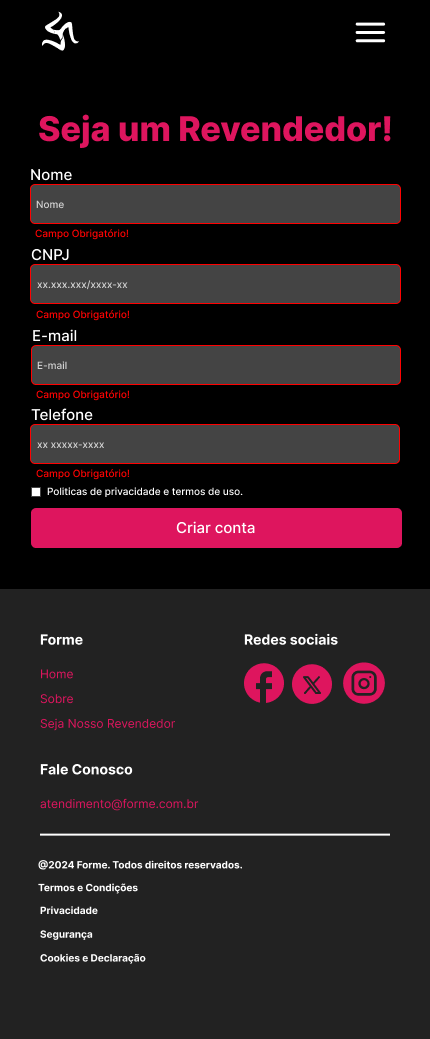 Seja um Revendedor!
Nome
Nome
Campo Obrigatório!
CNPJ
xx.xxx.xxx/xxxx-xx
Campo Obrigatório!
E-mail
E-mail
Campo Obrigatório!
Telefone
xx xxxxx-xxxx
Campo Obrigatório!
Politicas de privacidade e termos de uso.
Criar conta
Forme
Redes sociais
Home
Sobre
Seja Nosso Revendedor
Fale Conosco
atendimento@forme.com.br
@2024 Forme. Todos direitos reservados.
Termos e Condições
Privacidade
Segurança
Cookies e Declaração